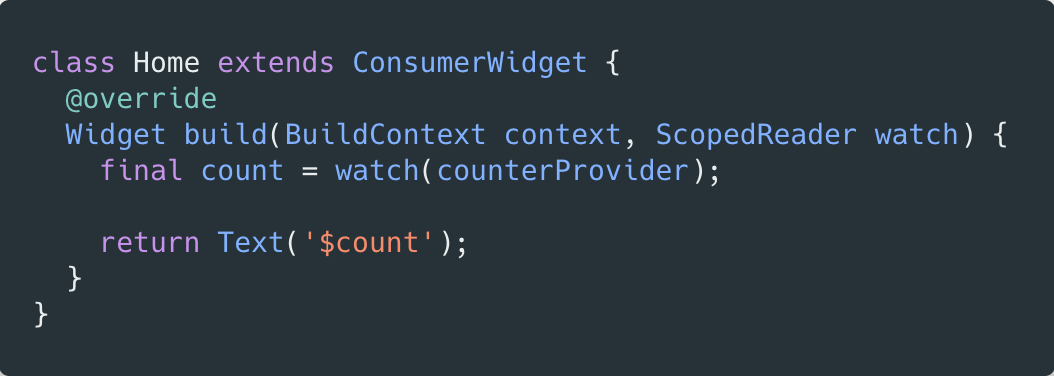 class Home extends ConsumerWidget {
  @override
  Widget build(BuildContext context, ScopedReader watch) {
    final count = watch(counterProvider);

    return Text('$count');
  }
}